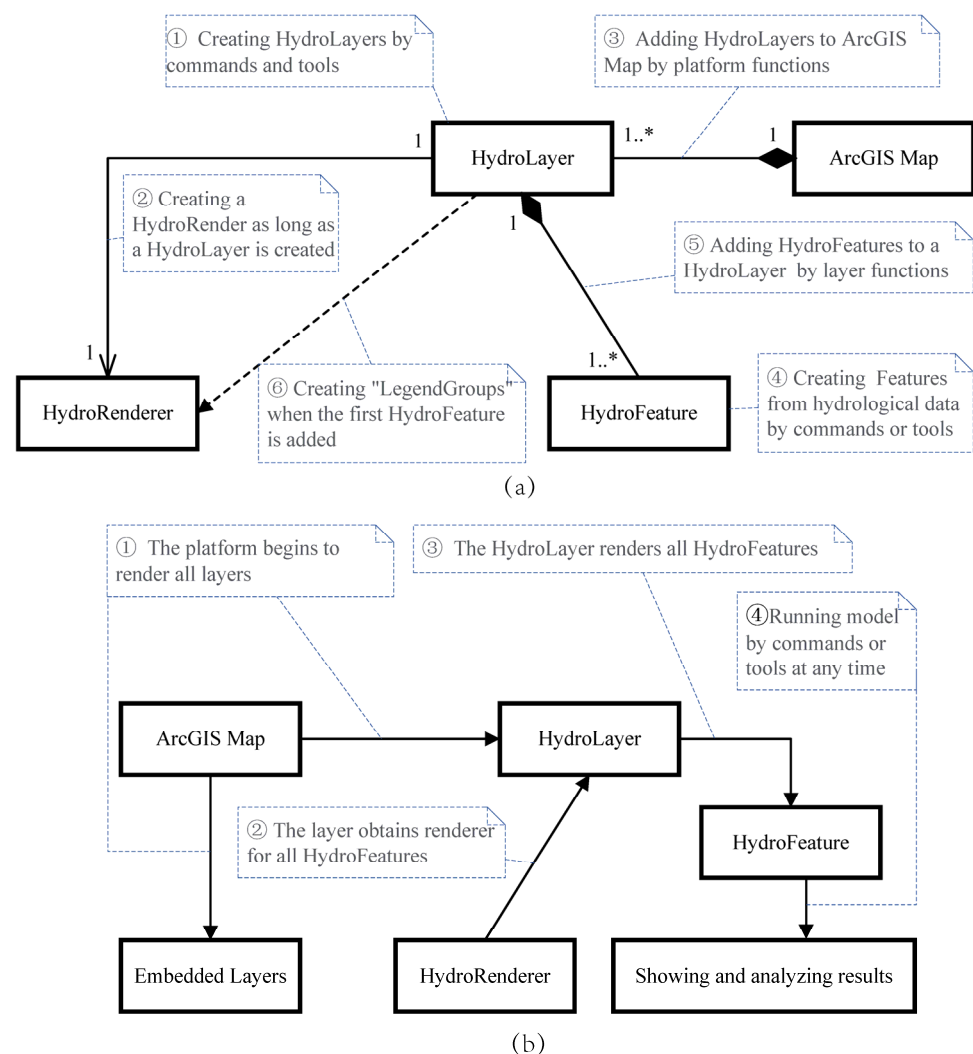 ① Creating HydroLayers by
commands and tools
③ Adding HydroLayers to ArcGIS
Map by platform functions
1
HydroLayer
1..*
1
ArcGIS Map
② Creating a
HydroRender as long as
a HydroLayer is created
1
⑤ Adding HydroFeatures to a
HydroLayer by layer functions
1
HydroRenderer
⑥ Creating "LegendGroups"
when the first HydroFeature
is added
1..*
HydroFeature
④ Creating Features
from hydrological data
by commands or tools
(a)
① The platform begins to
render all layers
③ The HydroLayer renders all HydroFeatures
④Running model
by commands or
tools at any time
ArcGIS Map
HydroLayer
② The layer obtains renderer
for all HydroFeatures
HydroFeature
Embedded Layers
HydroRenderer
Showing and analyzing results
(b)